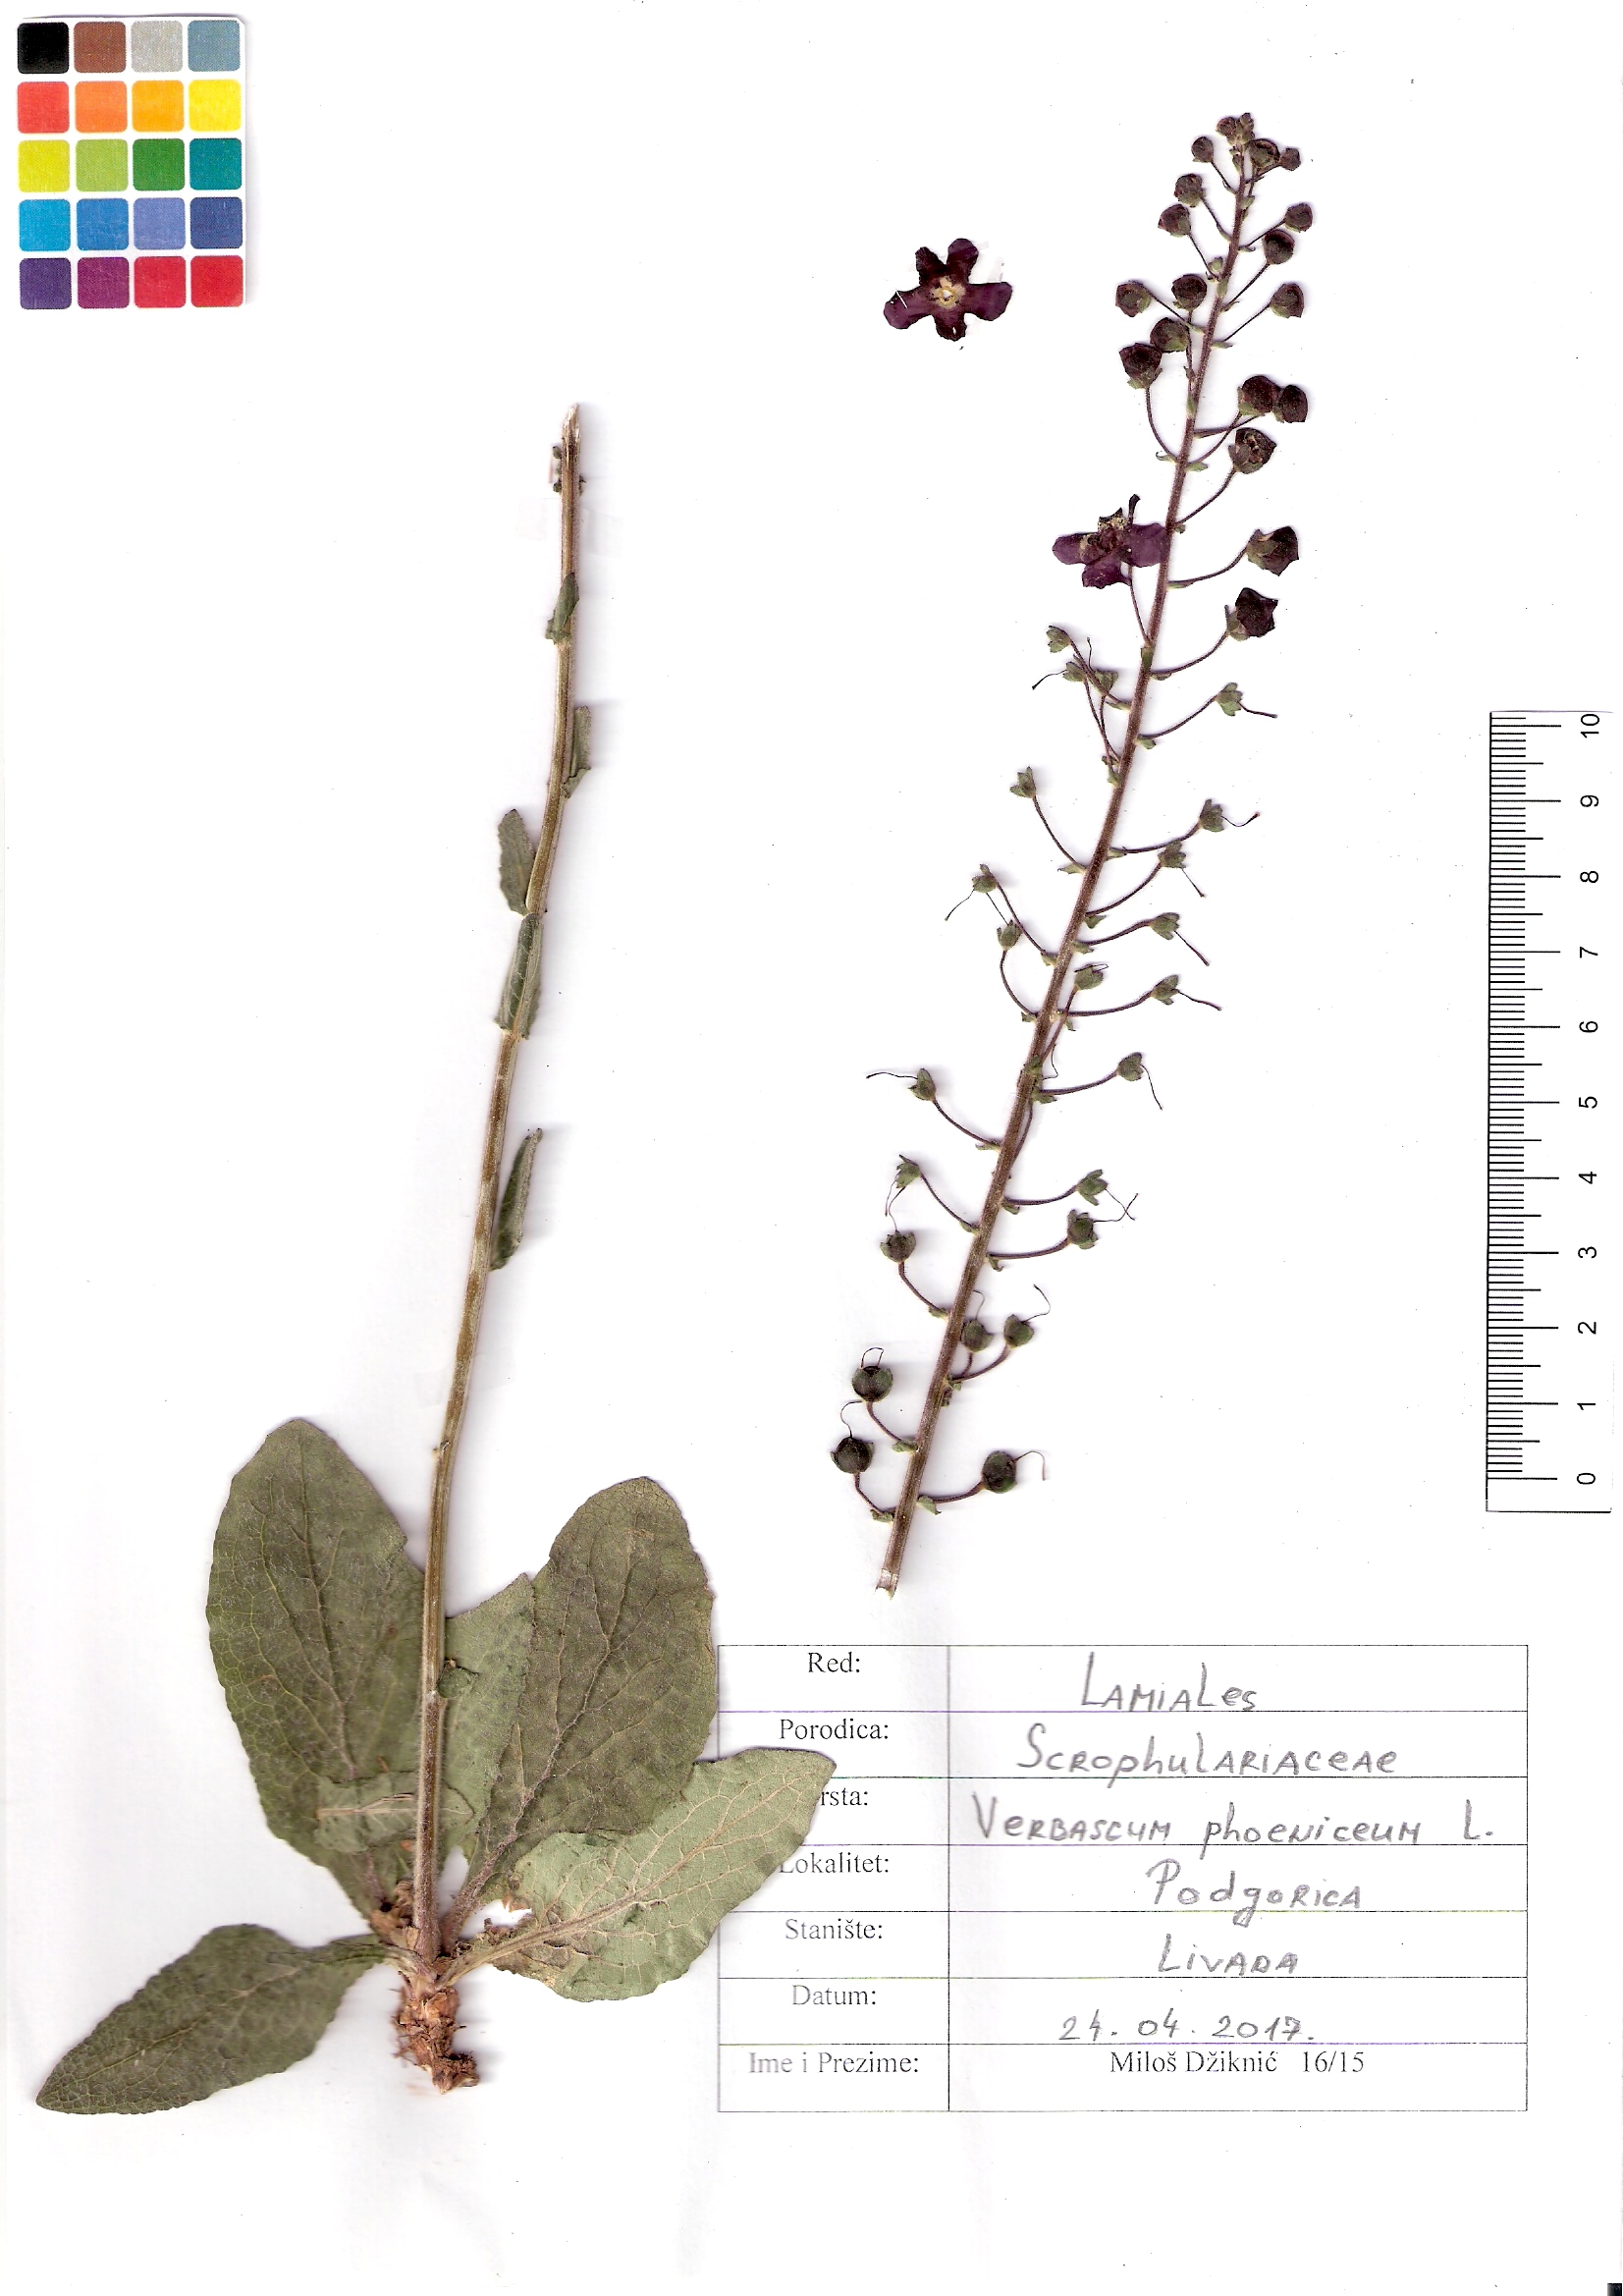 10
9
8
7
6
5
4
3
2
1
0
Red: LAMIALES
Porodica: SCROPHULARIACEAE
rsta: VERBASCUM phoeniceum L.
Lokalitet: Podgorica
Stanište: LIVADA
Datum: 24. 04. 2017.
Ime i Prezime: Miloš Džiknić 16/15